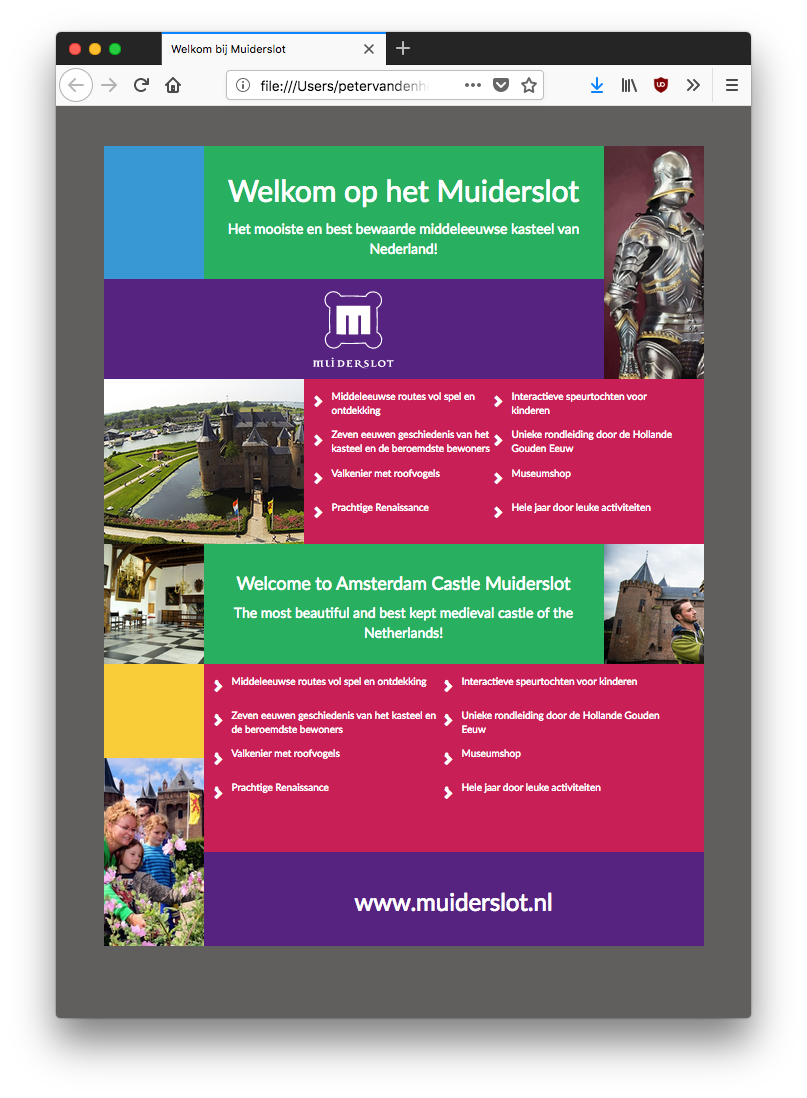 Welkom bij Muiderslot
file:///Users/petervandenh
Welkom op het Muiderslot
Het mooiste en best bewaarde middeleeuwse kasteel van
Nederland!
M
MUIDERSLOT
Middeleeuwse routes vol spel en
ontdekking
Interactieve speurtochten voor
kinderen
Zeven eeuwen geschiedenis van het
kasteel en de beroemdste bewoners
Unieke rondleiding door de Hollande
Gouden Eeuw
Valkenier met roofvogels
Museumshop
Prachtige Renaissance
Hele jaar door leuke activiteiten
Welcome to Amsterdam Castle Muiderslot
The most beautiful and best kept medieval castle of the
Netherlands!
Middeleeuwse routes vol spel en ontdekking
Interactieve speurtochten voor kinderen
Zeven eeuwen geschiedenis van het kasteel en
de beroemdste bewoners
Unieke rondleiding door de Hollande Gouden
Eeuw
Valkenier met roofvogels
Museumshop
Prachtige Renaissance
Hele jaar door leuke activiteiten
www.muiderslot.nl